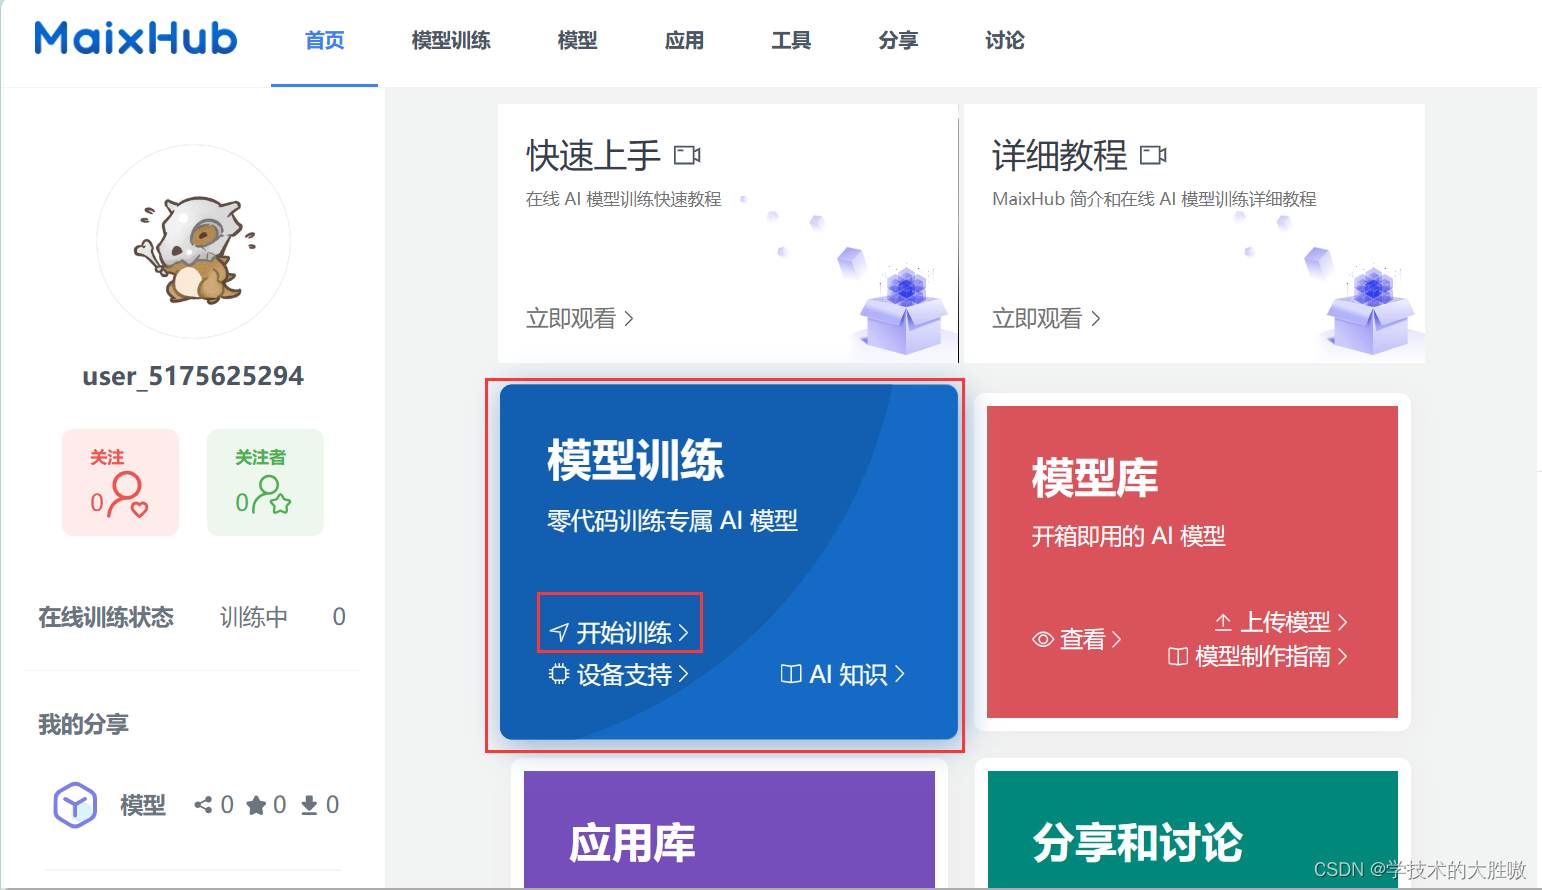 MaixHub 首页 模型训练 模型 应用 工具 分享 讨论
user_5175625294
关注
0
关注者
0
在线训练状态 训练中 0
我的分享
模型 0 0 0
快速上手
在线 AI 模型训练快速教程
立即观看
详细教程
MaixHub 简介和在线 AI 模型训练详细教程
立即观看
模型训练
零代码训练专属 AI 模型
开始训练
设备支持 AI 知识
模型库
开箱即用的 AI 模型
查看 上传模型
模型制作指南
应用库
分享和讨论
CSDN @学技术的大胜嗷